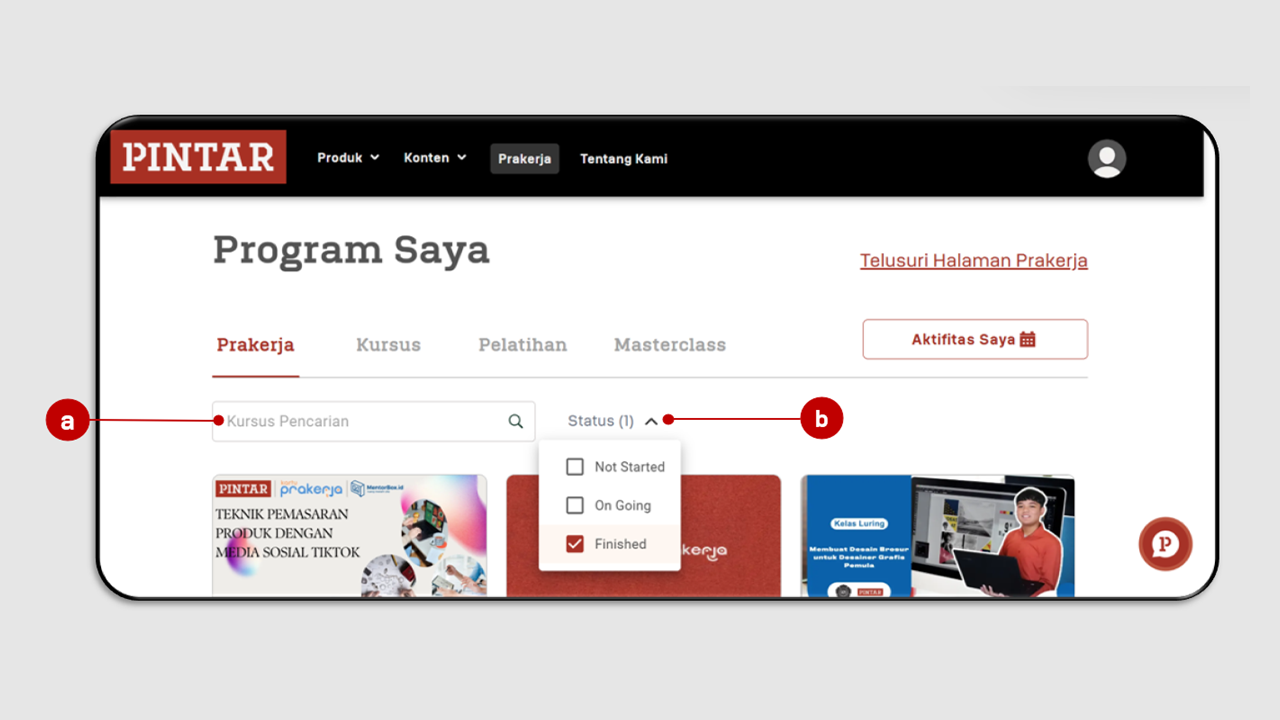 PINTAR
Produk
Konten
Prakerja
Tentang Kami
Program Saya
Telusuri Halaman Prakerja
Prakerja
Kursus
Pelatihan
Masterclass
Aktifitas Saya
a
Kursus Pencarian
Status (1)
b
Not Started
On Going
Finished
PINTAR
prakerja
MentorBox.id
TEKNIK PEMASARAN
PRODUK DENGAN
MEDIA SOSIAL TIKTOK
kerja
Kelas Luring
Membuat Desain Brosur
untuk Desainer Grafis
Pemula
PINTAR
P